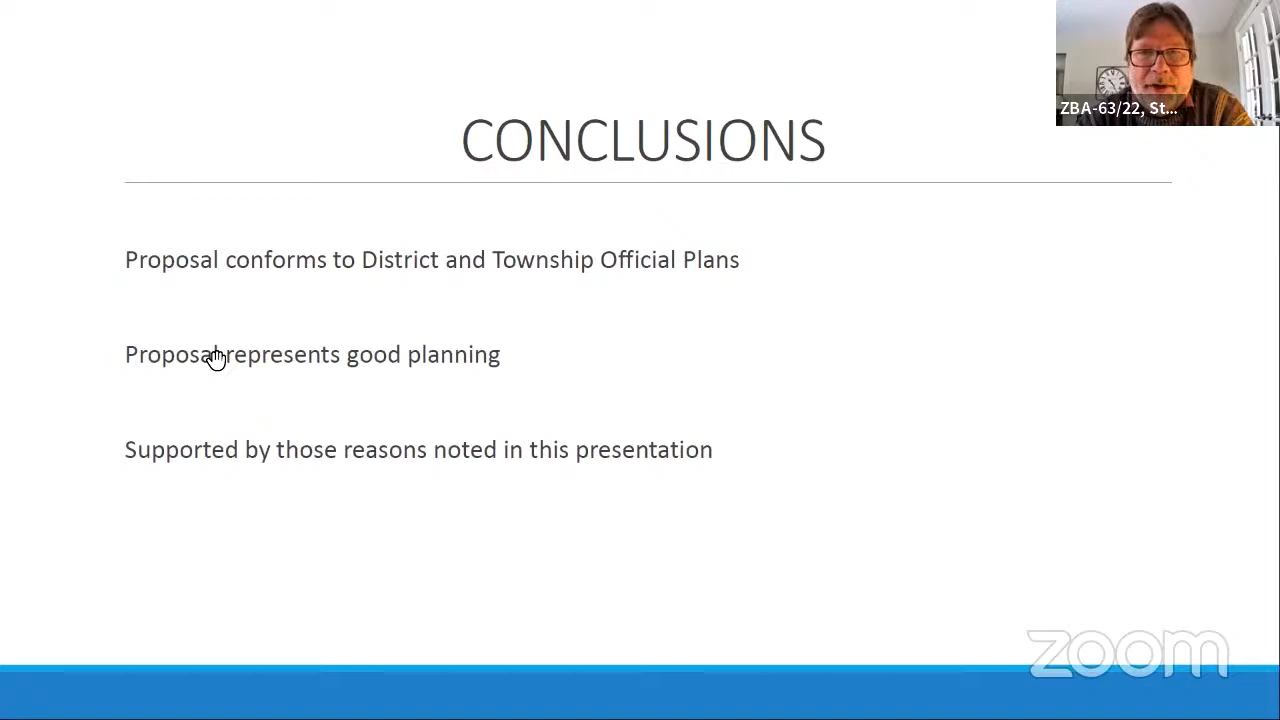 ZBA-63/22, St...
CONCLUSIONS
Proposal conforms to District and Township Official Plans
Proposal represents good planning
Supported by those reasons noted in this presentation
zoom